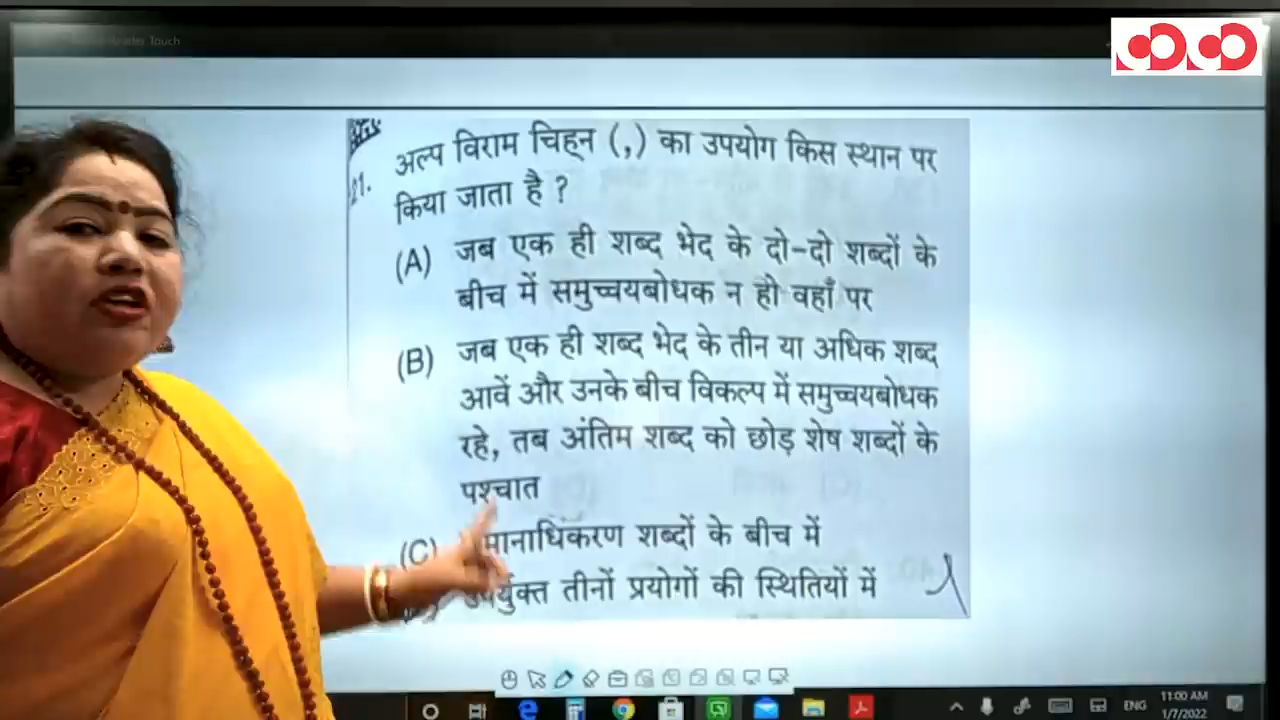 अल्प विराम चिह्न (,) का उपयोग किस स्थान पर
किया जाता है ?
(A) जब एक ही शब्द भेद के दो-दो शब्दों के
बीच में समुच्चयबोधक न हो वहाँ पर
(B) जब एक ही शब्द भेद के तीन या अधिक शब्द
आवें और उनके बीच विकल्प में समुच्चयबोधक
रहे, तब अंतिम शब्द को छोड़ शेष शब्दों के
पश्चात
(C) शब्दों के बीच में
तीनों प्रयोगों की स्थितियों में
ENG
11:00 AM
1/7/2022